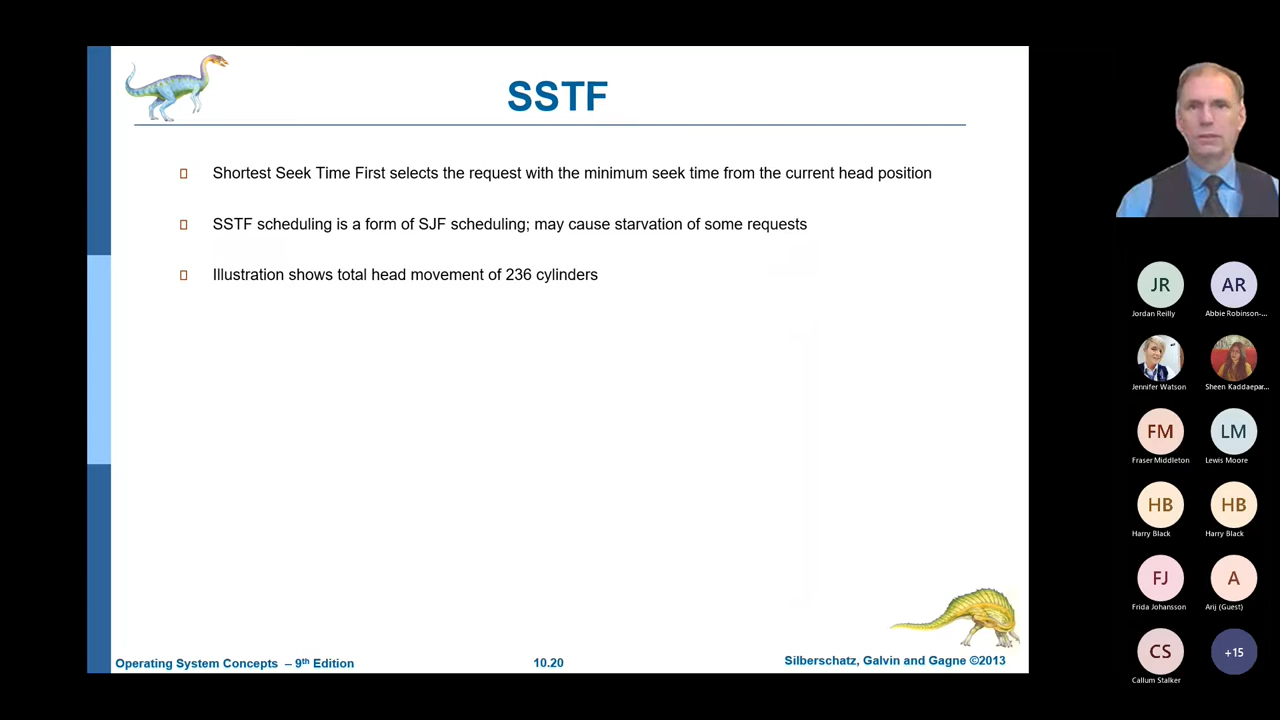 SSTF
▯ Shortest Seek Time First selects the request with the minimum seek time from the current head position
▯ SSTF scheduling is a form of SJF scheduling; may cause starvation of some requests
▯ Illustration shows total head movement of 236 cylinders
Operating System Concepts – 9th Edition
10.20
Silberschatz, Galvin and Gagne ©2013
JR
AR
Jordan Reilly
Abbie Robinson-...
Jennifer Watson
Sheen Kaddaepar...
FM
LM
Fraser Middleton
Lewis Moore
HB
HB
Harry Black
Harry Black
FJ
A
Frida Johansson
Arij (Guest)
CS
+15
Callum Stalker